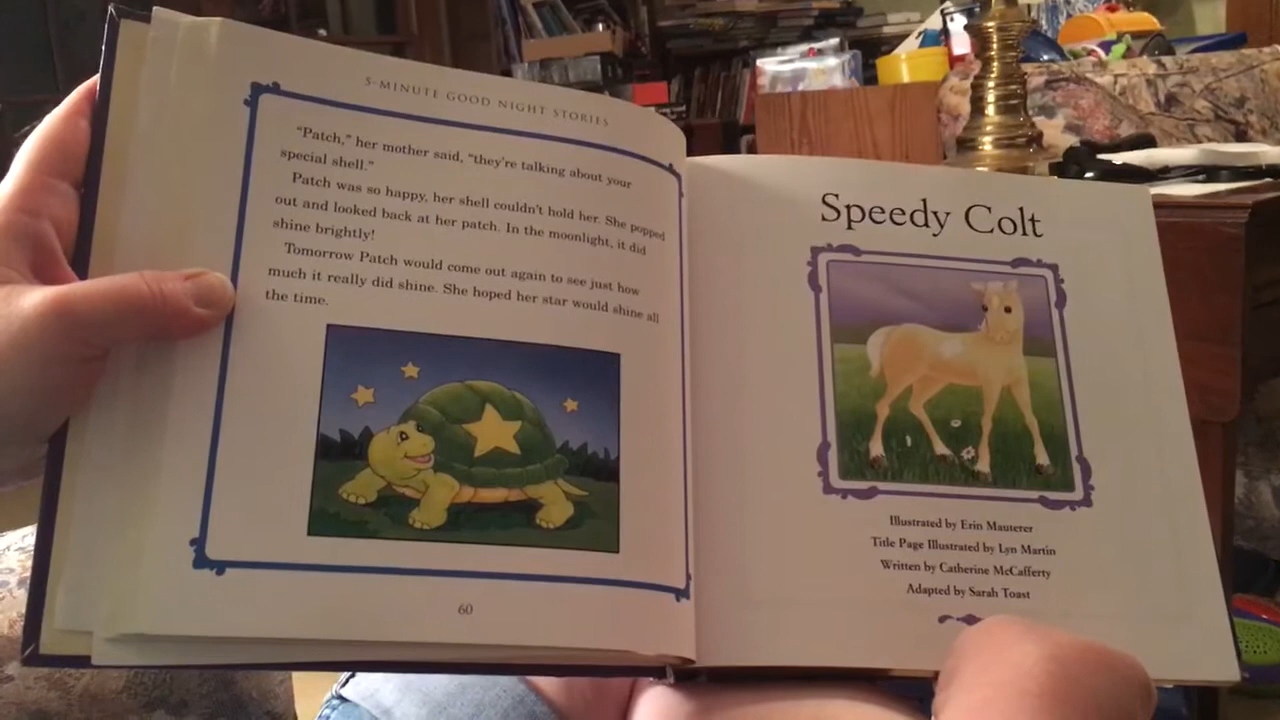 5-MINUTE GOOD NIGHT STORIES
"Patch," her mother said, "they're talking about your
special shell."
Patch was so happy, her shell couldn't hold her. She popped
out and looked back at her patch. In the moonlight, it did
shine brightly!
Tomorrow Patch would come out again to see just how
much it really did shine. She hoped her star would shine all
the time.
60
Speedy Colt
Illustrated by Erin Mauterer
Title Page Illustrated by Lyn Martin
Written by Catherine McCafferty
Adapted by Sarah Toast